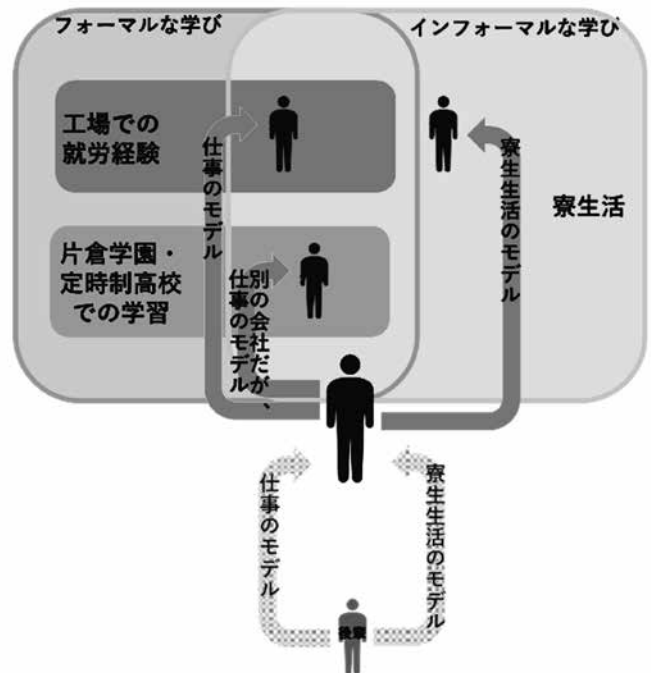 フォーマルな学び
インフォーマルな学び
工場での
就労経験
仕事のモデル
寮生生活のモデル
寮生活
片倉学園・
定時制高校
での学習
別の会社だが、
仕事のモデル
仕事のモデル
寮生生活のモデル
後輩